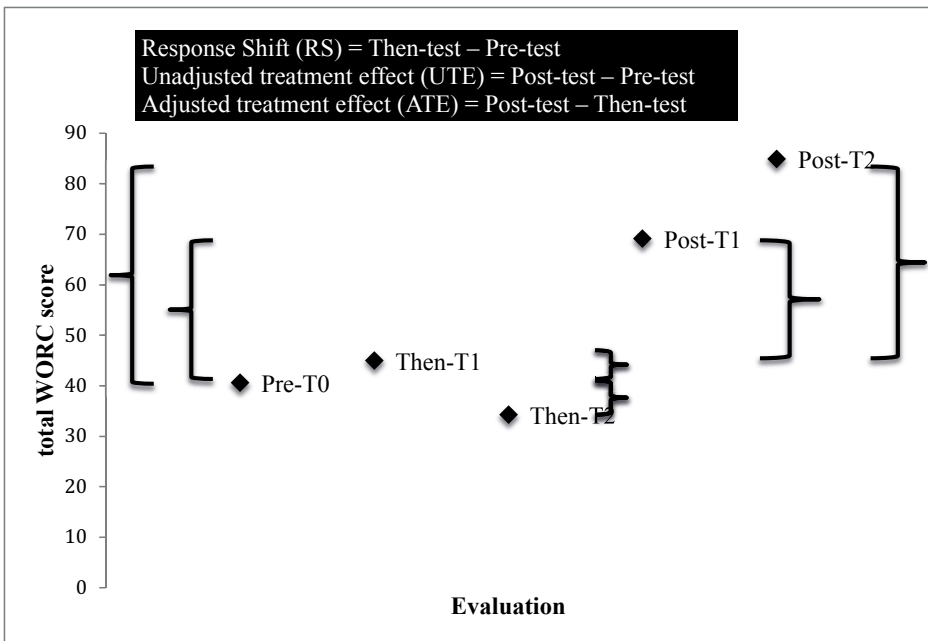 Response Shift (RS) = Then-test – Pre-test
Unadjusted treatment effect (UTE) = Post-test – Pre-test
Adjusted treatment effect (ATE) = Post-test – Then-test
90
80
70
60
50
40
30
20
10
0
total WORC score
Post-T2
Post-T1
Then-T1
Pre-T0
Then-T2
Evaluation